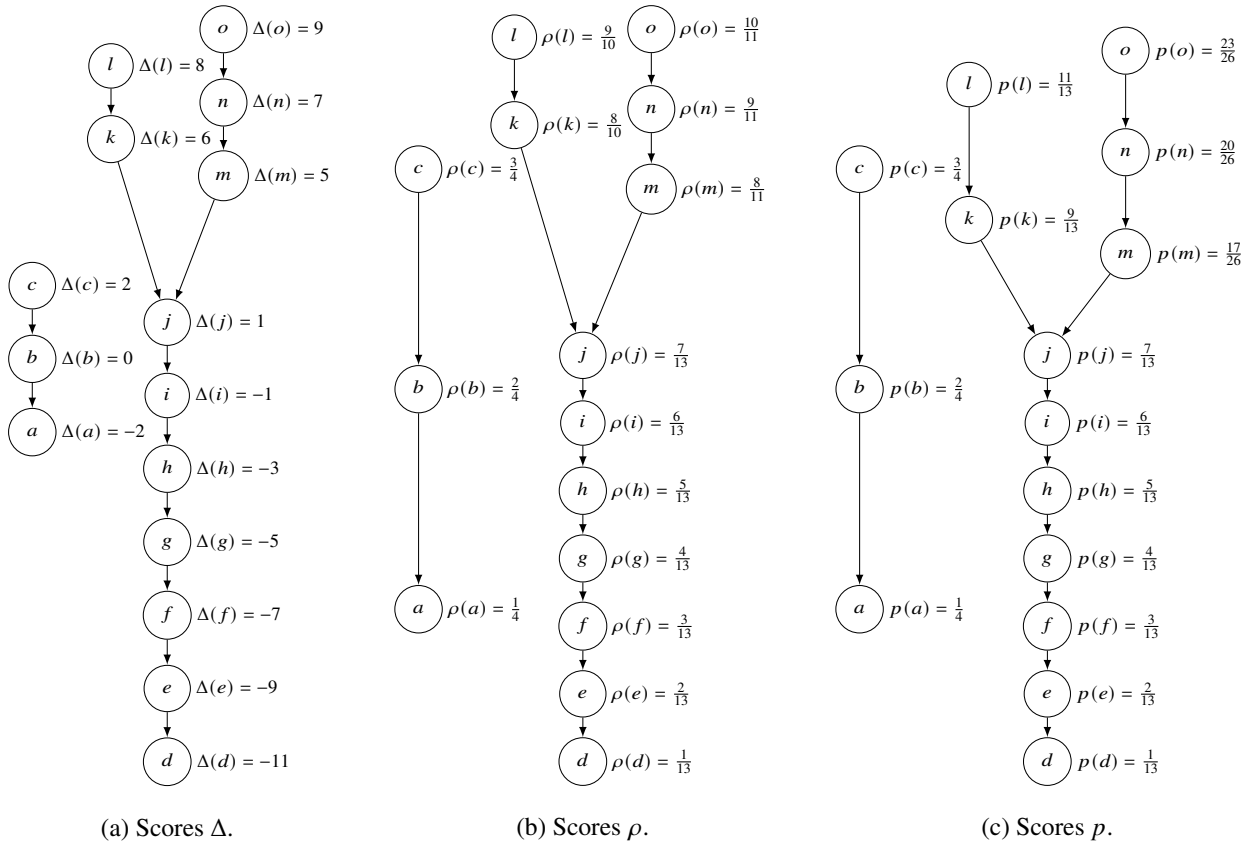 o Δ(o) = 9
l Δ(l) = 8
n Δ(n) = 7
k Δ(k) = 6
m Δ(m) = 5
c Δ(c) = 2
j Δ(j) = 1
b Δ(b) = 0
i Δ(i) = −1
a Δ(a) = −2
h Δ(h) = −3
g Δ(g) = −5
f Δ(f) = −7
e Δ(e) = −9
d Δ(d) = −11
(a) Scores Δ.
l ρ(l) = 9/10
o ρ(o) = 10/11
n ρ(n) = 9/11
k ρ(k) = 8/10
c ρ(c) = 3/4
m ρ(m) = 8/11
j ρ(j) = 7/13
b ρ(b) = 2/4
i ρ(i) = 6/13
h ρ(h) = 5/13
g ρ(g) = 4/13
a ρ(a) = 1/4
f ρ(f) = 3/13
e ρ(e) = 2/13
d ρ(d) = 1/13
(b) Scores ρ.
o p(o) = 23/26
l p(l) = 11/13
n p(n) = 20/26
c p(c) = 3/4
k p(k) = 9/13
m p(m) = 17/26
j p(j) = 7/13
b p(b) = 2/4
i p(i) = 6/13
h p(h) = 5/13
g p(g) = 4/13
a p(a) = 1/4
f p(f) = 3/13
e p(e) = 2/13
d p(d) = 1/13
(c) Scores p.